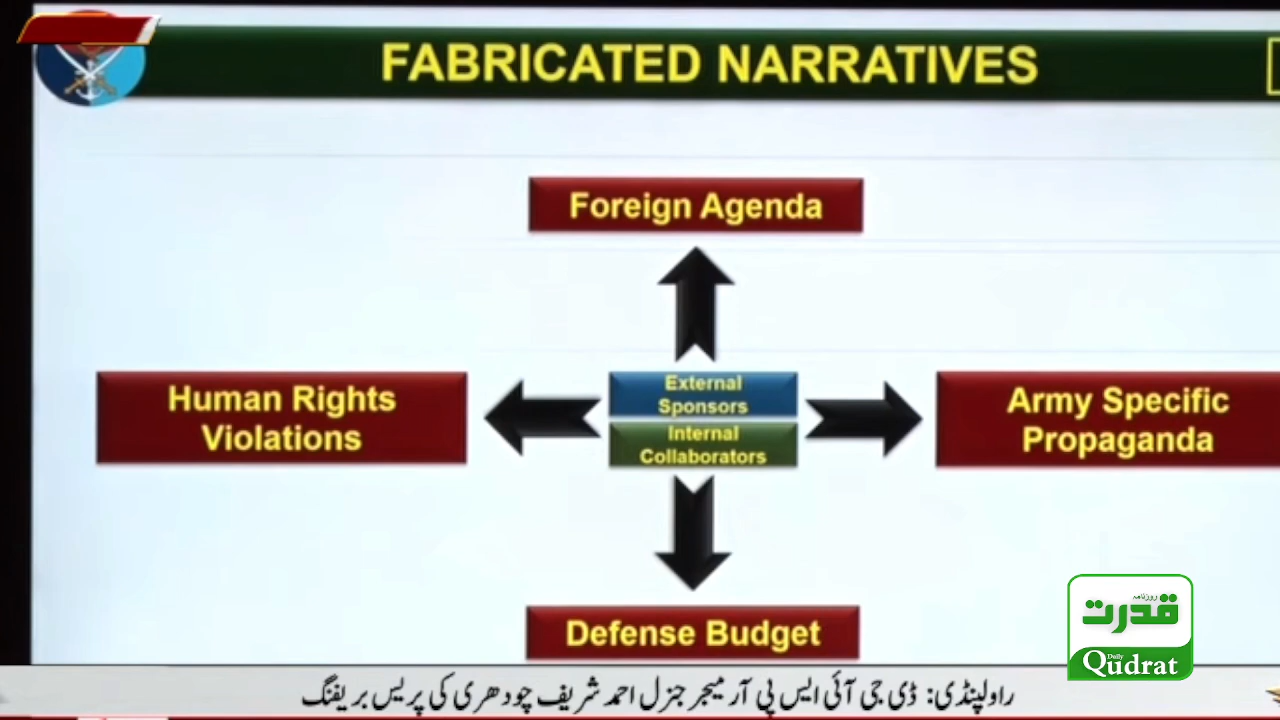 FABRICATED NARRATIVES
Foreign Agenda
Human Rights
Violations
External
Sponsors
Internal
Collaborators
Army Specific
Propaganda
Defense Budget
روزنامہ
قدرت
Daily
Qudrat
راولپنڈی: ڈی جی آئی ایس پی آر میجر جنرل احمد شریف چودھری کی پریس بریفنگ